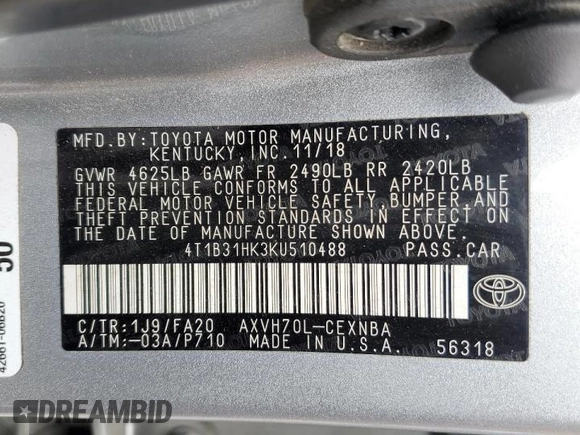 MFD.BY:TOYOTA MOTOR MANUFACTURING,
KENTUCKY, INC. 11/18
GVWR 4625LB GAWR FR 2490LB RR 2420LB
THIS VEHICLE CONFORMS TO ALL APPLICABLE
FEDERAL MOTOR VEHICLE SAFETY, BUMPER, AND
THEFT PREVENTION STANDARDS IN EFFECT ON
THE DATE OF MANUFACTURE SHOWN ABOVE.
4T1B31HK3KU510488 PASS.CAR
C/TR:1J9/FA20 AXVH70L-CEXNBA
A/TM:-03A/P710 MADE IN U.S.A. 56318
50
DREAMBID